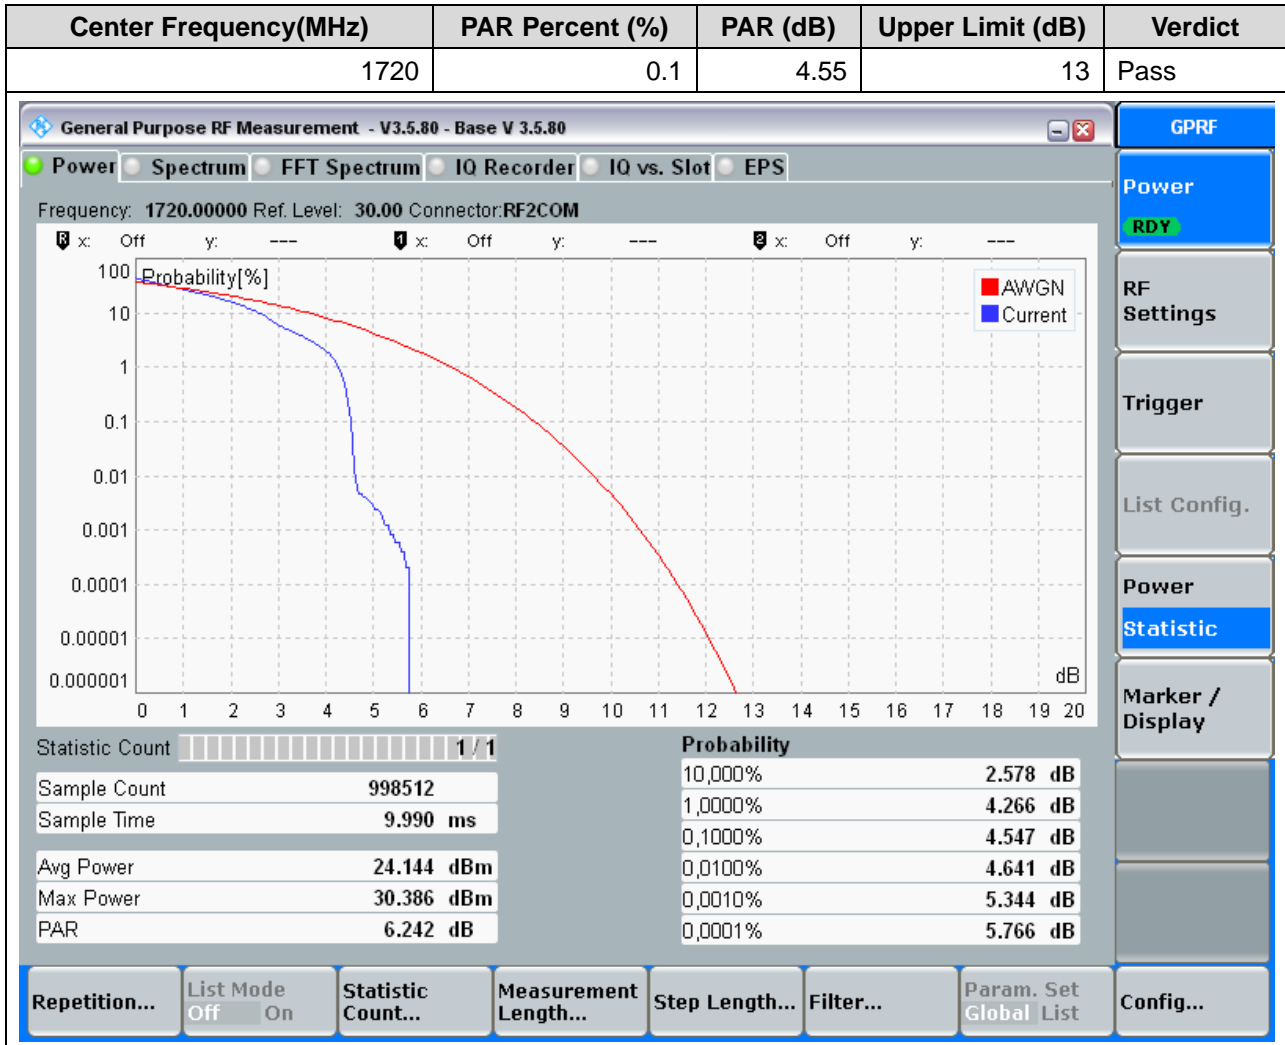 Center Frequency(MHz) PAR Percent (%) PAR (dB) Upper Limit (dB) Verdict
1720 0.1 4.55 13 Pass
General Purpose RF Measurement - V3.5.80 - Base V 3.5.80
GPRF
Power Spectrum FFT Spectrum IQ Recorder IQ vs. Slot EPS
Power
RDY
Frequency: 1720.00000 Ref. Level: 30.00 Connector:RF2COM
R x: Off y: --- 1 x: Off y: --- 2 x: Off y: ---
Probability[%]
AWGN
Current
100
10
1
0.1
0.01
0.001
0.0001
0.00001
0.000001
dB
0 1 2 3 4 5 6 7 8 9 10 11 12 13 14 15 16 17 18 19 20
RF
Settings
Trigger
List Config.
Power
Statistic
Marker /
Display
Statistic Count 1 / 1
Sample Count 998512
Sample Time 9.990 ms
Avg Power 24.144 dBm
Max Power 30.386 dBm
PAR 6.242 dB
Probability
10,000% 2.578 dB
1,0000% 4.266 dB
0,1000% 4.547 dB
0,0100% 4.641 dB
0,0010% 5.344 dB
0,0001% 5.766 dB
Repetition...
List Mode
Off On
Statistic
Count...
Measurement
Length...
Step Length...
Filter...
Param. Set
Global List
Config...